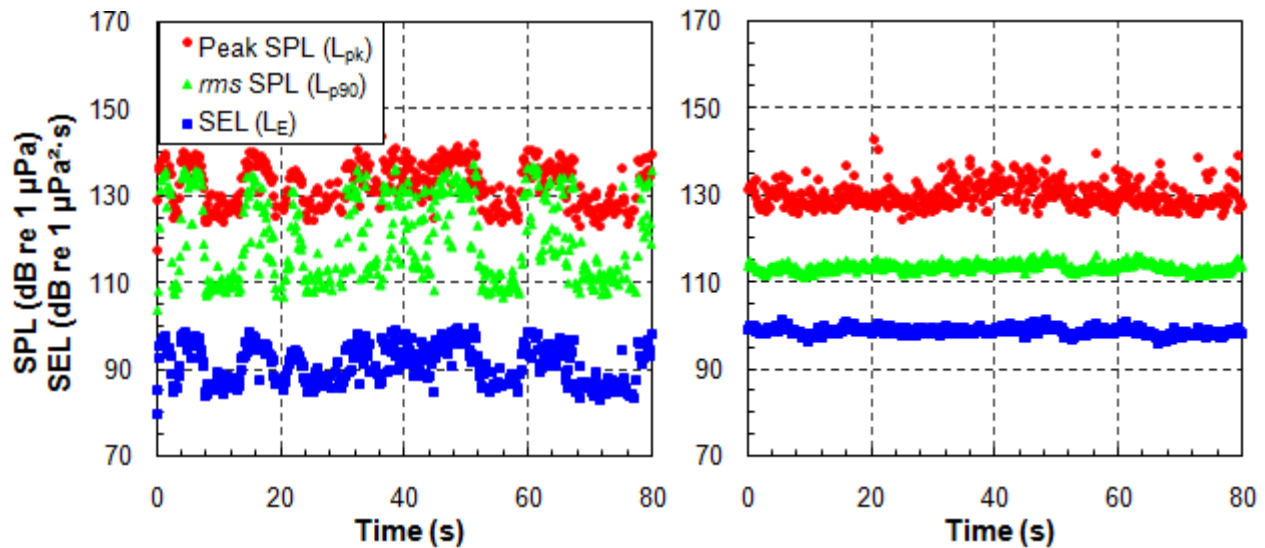 Peak SPL (Lpk)
rms SPL (Lp90)
SEL (LE)
SPL (dB re 1 µPa)
SEL (dB re 1 µPa²·s)
170
150
130
110
90
70
0 20 40 60 80
Time (s)
170
150
130
110
90
70
0 20 40 60 80
Time (s)